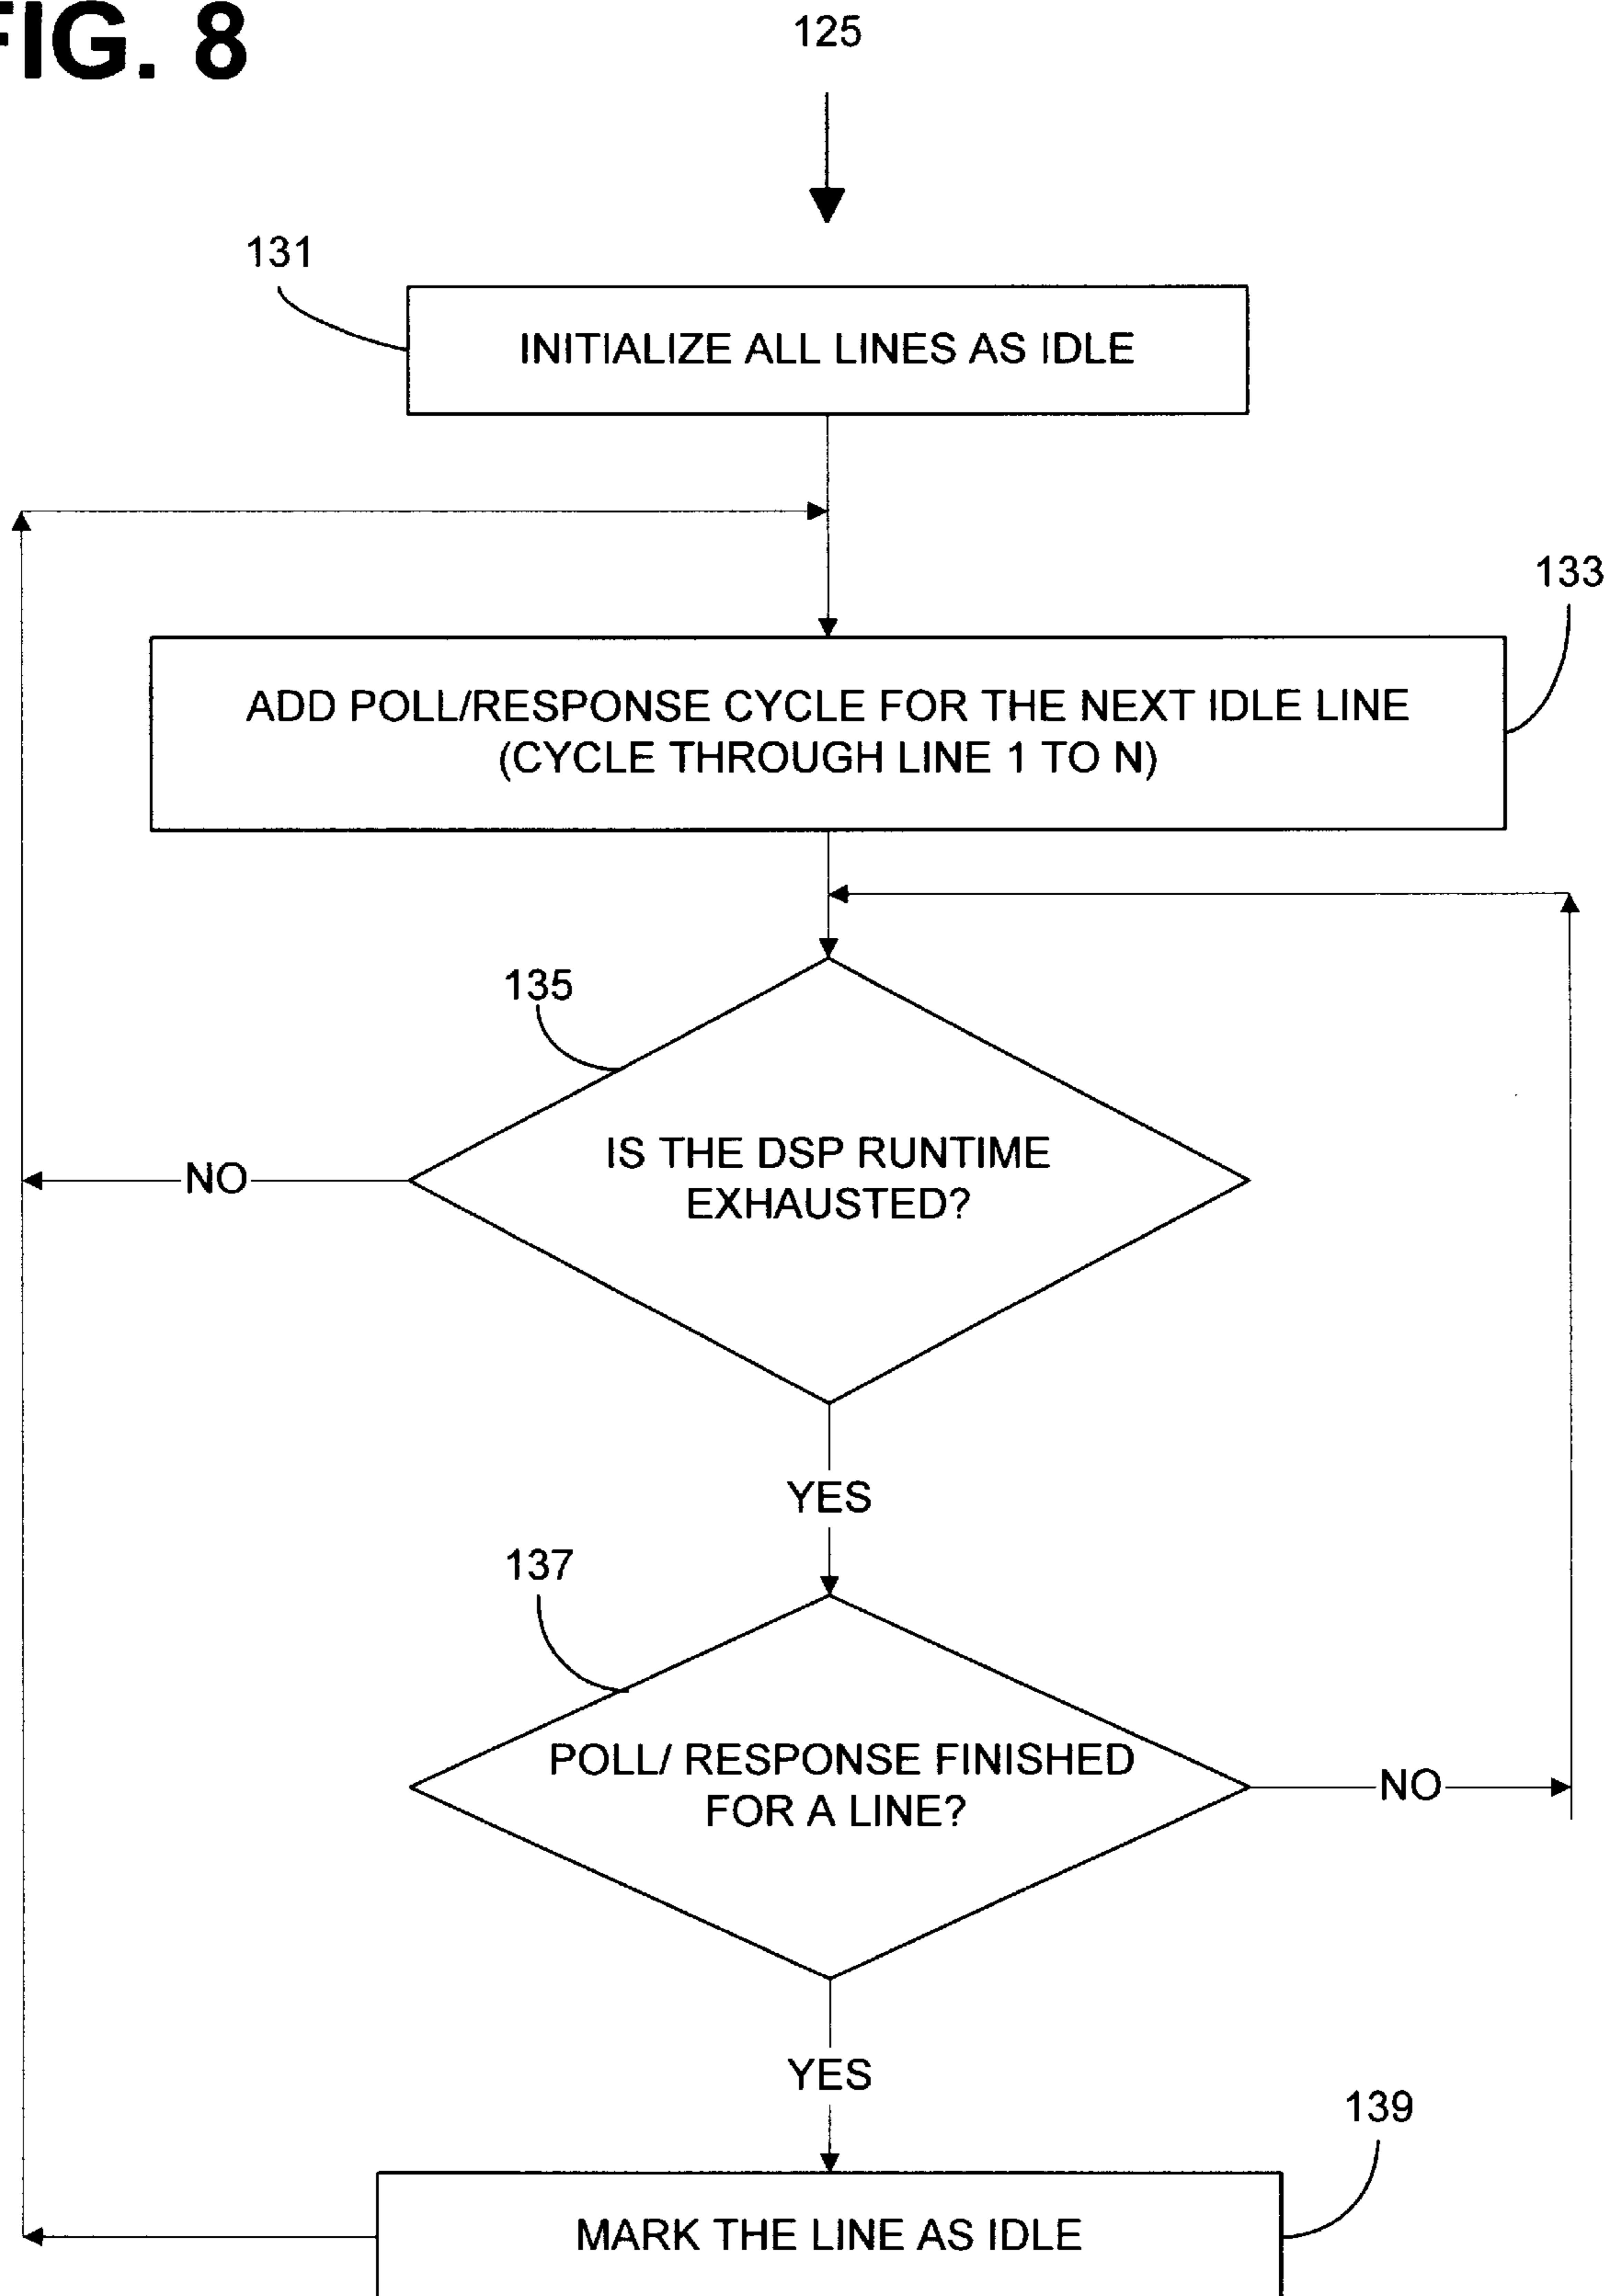 FIG. 8
125
131
INITIALIZE ALL LINES AS IDLE
133
ADD POLL/RESPONSE CYCLE FOR THE NEXT IDLE LINE
(CYCLE THROUGH LINE 1 TO N)
135
IS THE DSP RUNTIME
EXHAUSTED?
NO
YES
137
POLL/ RESPONSE FINISHED
FOR A LINE?
NO
YES
139
MARK THE LINE AS IDLE